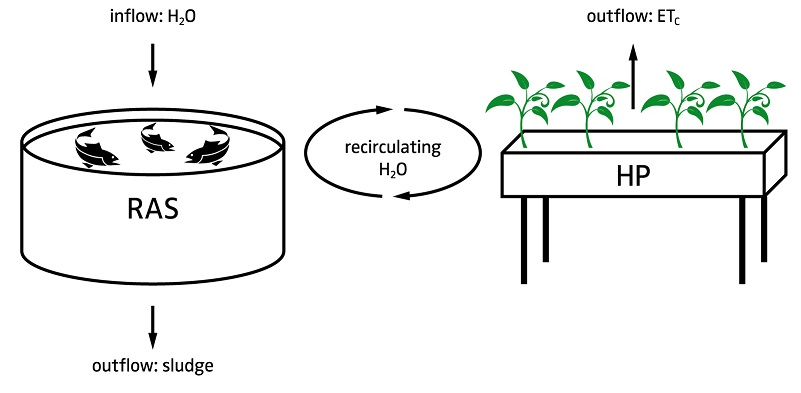 inflow: H₂O
outflow: ETc
recirculating
H₂O
RAS
HP
outflow: sludge